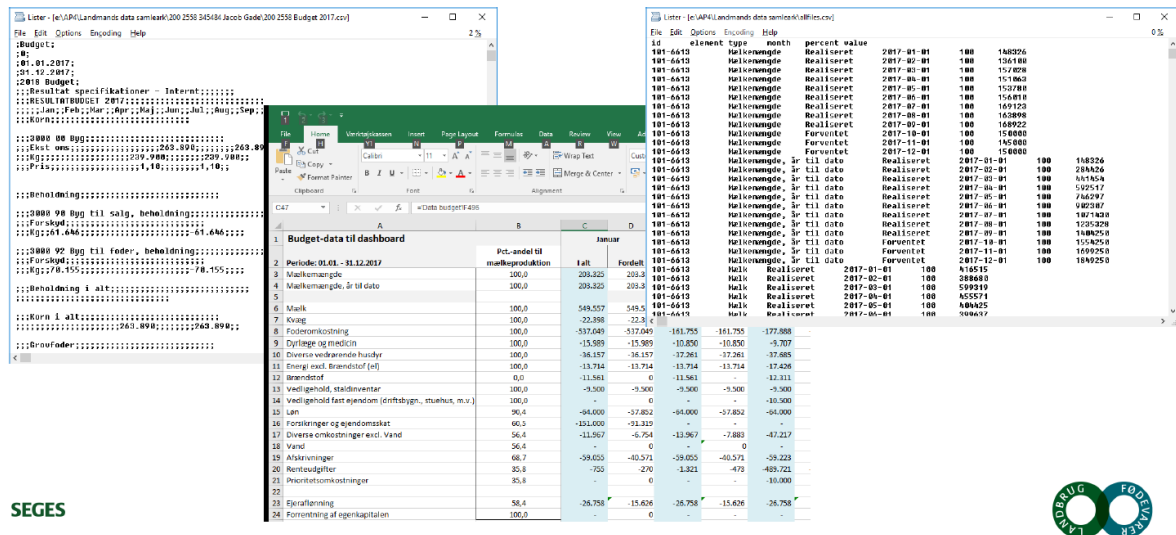 Lister - [e:\AP4\Landmands data samleark\200 2558 345484 Jacob Gade\200 2558 Budget 2017.csv]
File Edit Options Encoding Help 2 %
;Budget;
;0;
;01.01.2017;
;31.12.2017;
;2018 Budget;
;;;Resultat specifikationer - Internt;;;;;;;
;;;RESULTATBUDGET 2017;;;;;;;;;;;;;;;;;;;;;;
;;;;;Jan;;Feb;;Mar;;Apr;;Maj;;Jun;;Jul;;Aug;;Sep;;
;;;3000 00 Byg
;;;Ekst oms 263.890
;;;Kg 239.900
;;;Pris 1,10
;;;Beholdning
;;;3000 90 Byg til salg, beholdning
;;;Forskyd
;;;Kg;;61.646 -61.646
;;;3000 92 Byg til foder, beholdning
;;;Forskyd
;;;Kg;;70.155 -70.155
;;;Beholdning i alt
;;;Korn i alt
263.890 263.890
;;;Grovfoder
File Home Værktøjskassen Insert Page Layout Formulas Data Review View
Cut
Copy
Paste Format Painter
Clipboard
Calibri 11
Font
Wrap Text
Merge & Center
Alignment
C47 ='Data budget'!F496
A B C D
1 Budget-data til dashboard Januar
2 Periode: 01.01. - 31.12.2017 Pct.-andel til mælkeproduktion I alt Fordelt
3 Mælkemængde 100,0 203.325 203.3
4 Mælkemængde, år til dato 100,0 203.325 203.3
5
6 Mælk 100,0 549.557 549.5
7 Kvæg 100,0 -22.398 -22.3
8 Foderomkostning 100,0 -537.049 -537.049 -161.755 -161.755 -177.888
9 Dyrlæge og medicin 100,0 -15.989 -15.989 -10.850 -10.850 -9.707
10 Diverse vedrørende husdyr 100,0 -36.157 -36.157 -37.261 -37.261 -37.685
11 Energi excl. Brændstof (el) 100,0 -13.714 -13.714 -13.714 -13.714 -17.426
12 Brændstof 0,0 -11.561 0 -11.561 - -12.311
13 Vedligehold, staldinventar 100,0 -9.500 -9.500 -9.500 -9.500 -9.500
14 Vedligehold fast ejendom (driftsbygn., stuehus, m.v.) 100,0 - 0 - - -10.500
15 Løn 90,4 -64.000 -57.852 -64.000 -57.852 -64.000
16 Forsikringer og ejendomsskat 60,5 -151.000 -91.319 - - -
17 Diverse omkostninger excl. Vand 56,4 -11.967 -6.754 -13.967 -7.883 -47.217
18 Vand 56,4 - 0 - 0 -
19 Afskrivninger 68,7 -59.055 -40.571 -59.055 -40.571 -59.223
20 Renteudgifter 35,8 -755 -270 -1.321 -473 -489.721
21 Prioritetsomkostninger 35,8 - 0 - - -10.000
22
23 Ejeraflønning 58,4 -26.758 -15.626 -26.758 -15.626 -26.758
24 Forrentning af egenkapitalen 100,0 - 0 - - -
Lister - [e:\AP4\Landmands data samleark\allfiles.csv]
File Edit Options Encoding Help 0 %
id element type month percent value
101-6613 Mælkemængde Realiseret 2017-01-01 100 148326
101-6613 Mælkemængde Realiseret 2017-02-01 100 136100
101-6613 Mælkemængde Realiseret 2017-03-01 100 157028
101-6613 Mælkemængde Realiseret 2017-04-01 100 151063
101-6613 Mælkemængde Realiseret 2017-05-01 100 153780
101-6613 Mælkemængde Realiseret 2017-06-01 100 156010
101-6613 Mælkemængde Realiseret 2017-07-01 100 169123
101-6613 Mælkemængde Realiseret 2017-08-01 100 163898
101-6613 Mælkemængde Realiseret 2017-09-01 100 168922
101-6613 Mælkemængde Forventet 2017-10-01 100 150000
101-6613 Mælkemængde Forventet 2017-11-01 100 145000
101-6613 Mælkemængde Forventet 2017-12-01 100 150000
101-6613 Mælkemængde, år til dato Realiseret 2017-01-01 100 148326
101-6613 Mælkemængde, år til dato Realiseret 2017-02-01 100 284426
101-6613 Mælkemængde, år til dato Realiseret 2017-03-01 100 441454
101-6613 Mælkemængde, år til dato Realiseret 2017-04-01 100 592517
101-6613 Mælkemængde, år til dato Realiseret 2017-05-01 100 746297
101-6613 Mælkemængde, år til dato Realiseret 2017-06-01 100 902307
101-6613 Mælkemængde, år til dato Realiseret 2017-07-01 100 1071430
101-6613 Mælkemængde, år til dato Realiseret 2017-08-01 100 1235328
101-6613 Mælkemængde, år til dato Realiseret 2017-09-01 100 1404250
101-6613 Mælkemængde, år til dato Forventet 2017-10-01 100 1554250
101-6613 Mælkemængde, år til dato Forventet 2017-11-01 100 1699250
101-6613 Mælkemængde, år til dato Forventet 2017-12-01 100 1849250
101-6613 Mælk Realiseret 2017-01-01 100 416515
101-6613 Mælk Realiseret 2017-02-01 100 388680
101-6613 Mælk Realiseret 2017-03-01 100 599319
101-6613 Mælk Realiseret 2017-04-01 100 455571
101-6613 Mælk Realiseret 2017-05-01 100 404425
101-6613 Mælk Realiseret 2017-06-01 100 399637
SEGES
LANDBRUG FØDEVARER